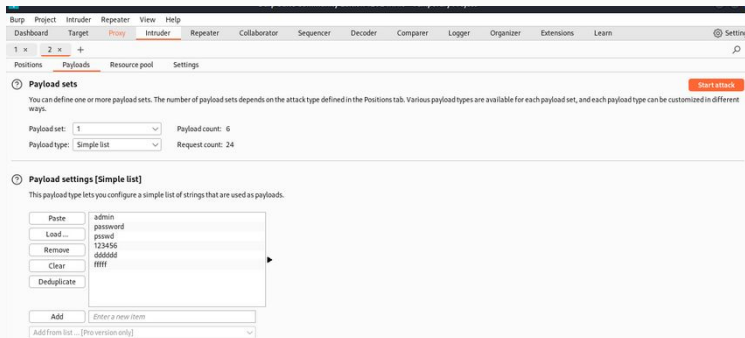 Burp Project Intruder Repeater View Help
Dashboard Target Proxy Intruder Repeater Collaborator Sequencer Decoder Comparer Logger Organizer Extensions Learn Setting
1 × 2 × +
Positions Payloads Resource pool Settings
Payload sets
Start attack
You can define one or more payload sets. The number of payload sets depends on the attack type defined in the Positions tab. Various payload types are available for each payload set, and each payload type can be customized in different
ways.
Payload set: 1 Payload count: 6
Payload type: Simple list Request count: 24
Payload settings [Simple list]
This payload type lets you configure a simple list of strings that are used as payloads.
Paste admin
password
Load ... psswd
Remove 123456
dddddd
Clear fffff
Deduplicate
Add Enter a new item
Add from list ... [Pro version only]